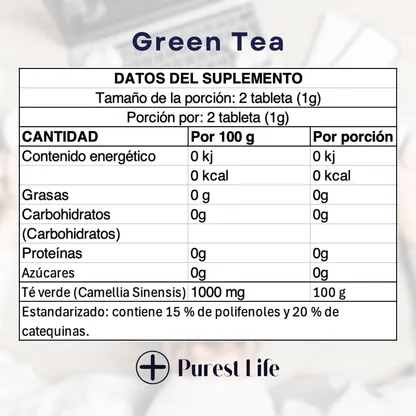 Green Tea
DATOS DEL SUPLEMENTO
Tamaño de la porción: 2 tableta (1g)
Porción por: 2 tableta (1g)
CANTIDAD Por 100 g Por porción
Contenido energético 0 kj 0 kj
0 kcal 0 kcal
Grasas 0 g 0g
Carbohidratos 0g 0g
(Carbohidratos)
Proteínas 0g 0g
Azúcares 0g 0g
Té verde (Camellia Sinensis) 1000 mg 100 g
Estandarizado: contiene 15 % de polifenoles y 20 % de
catequinas.
Purest Life